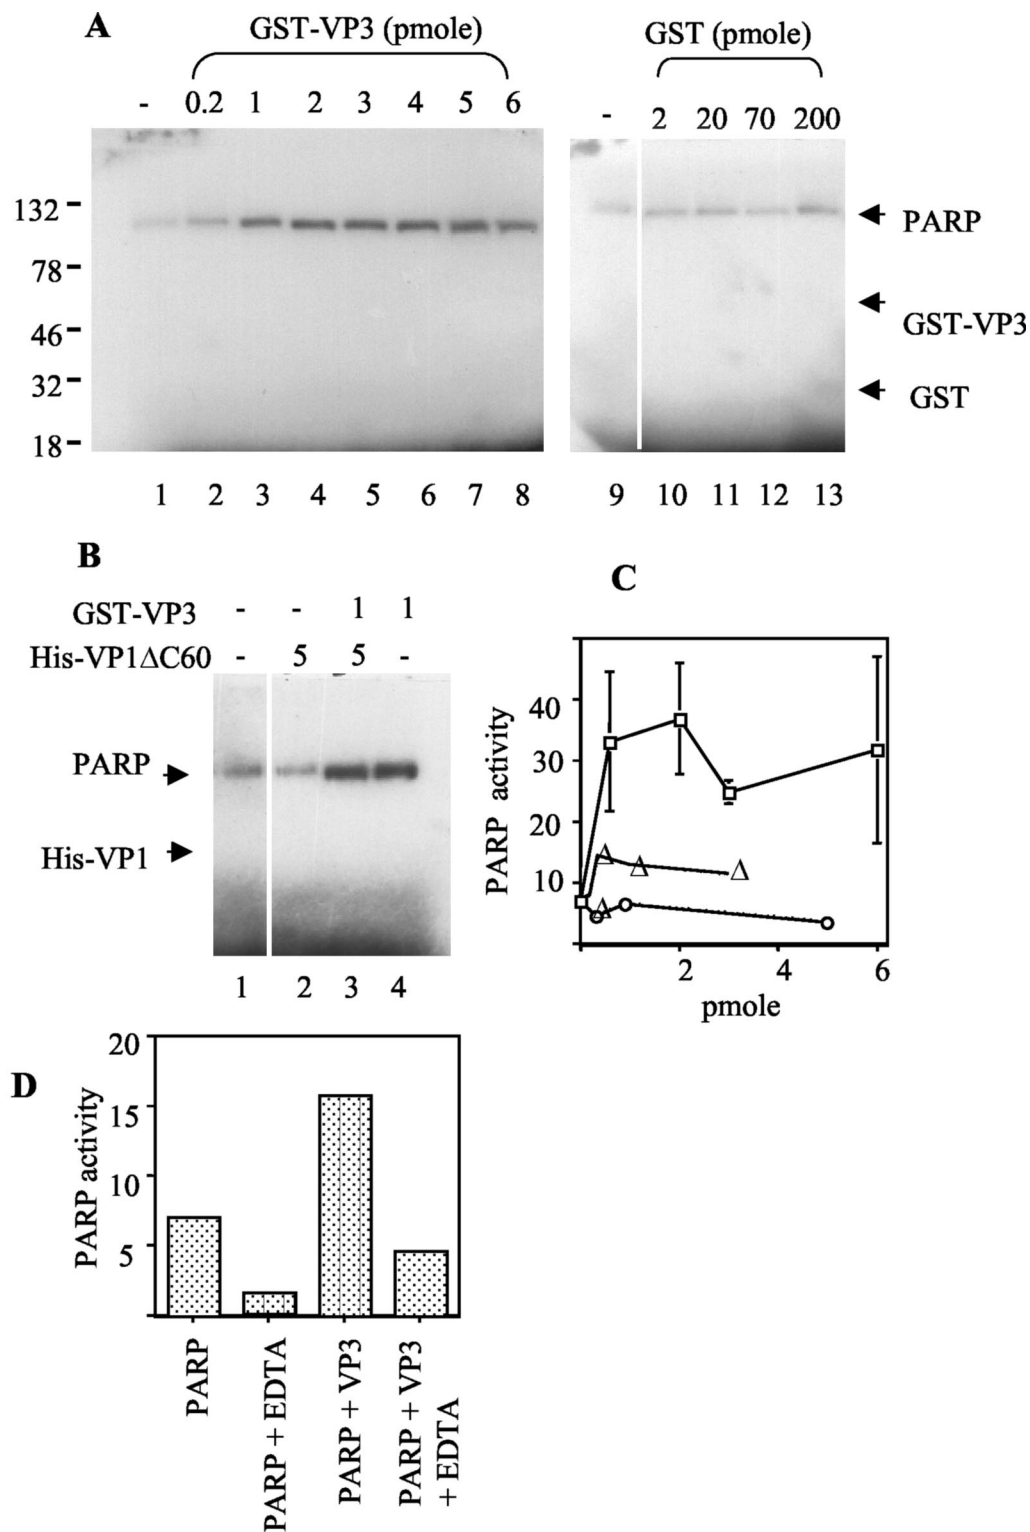 A
GST-VP3 (pmole)
GST (pmole)
- 0.2 1 2 3 4 5 6
- 2 20 70 200
132
78
46
32
18
PARP
GST-VP3
GST
1 2 3 4 5 6 7 8
9 10 11 12 13
B
GST-VP3 - - 1 1
His-VP1ΔC60 - 5 5 -
PARP
His-VP1
1 2 3 4
C
PARP activity
40
30
20
10
2 4 6
pmole
D
PARP activity
20
15
10
5
PARP
PARP + EDTA
PARP + VP3
PARP + VP3
+ EDTA